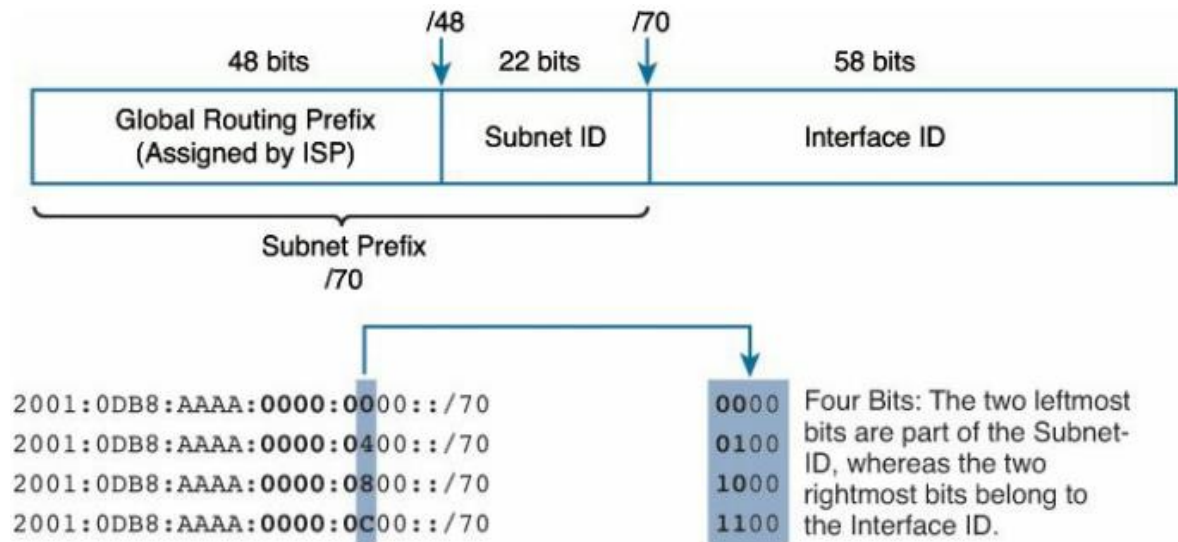 /48 /70
48 bits 22 bits 58 bits
Global Routing Prefix
(Assigned by ISP)
Subnet ID
Interface ID
Subnet Prefix
/70
2001:0DB8:AAAA:0000:0000::/70 0000
2001:0DB8:AAAA:0000:0400::/70 0100
2001:0DB8:AAAA:0000:0800::/70 1000
2001:0DB8:AAAA:0000:0C00::/70 1100
Four Bits: The two leftmost
bits are part of the Subnet-
ID, whereas the two
rightmost bits belong to
the Interface ID.